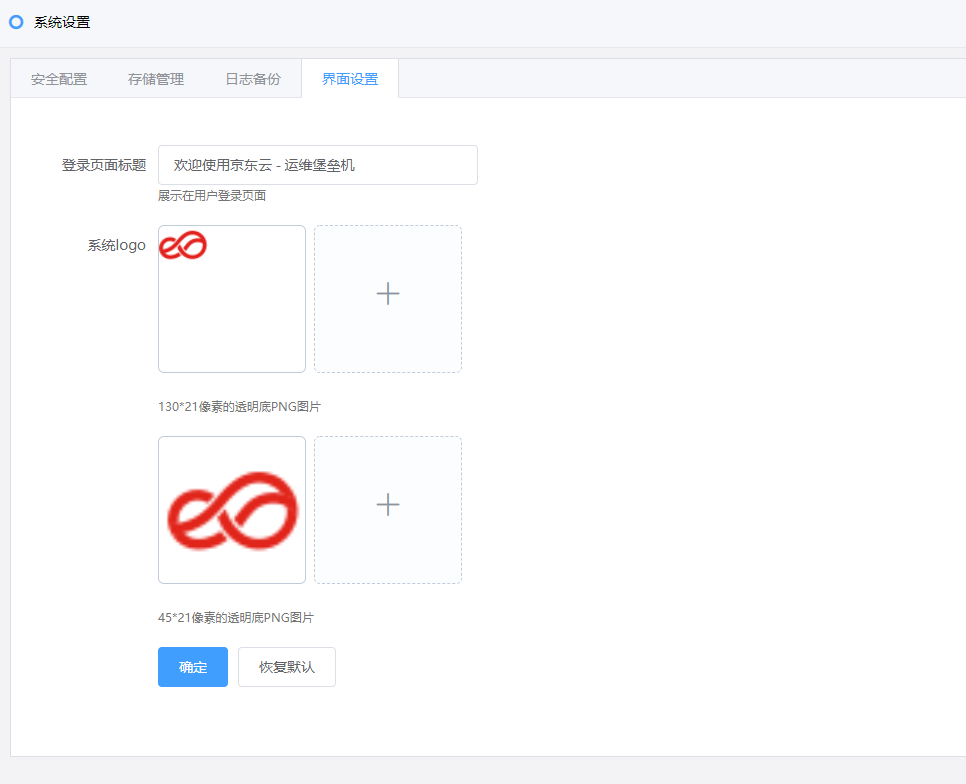 系统设置
安全配置 存储管理 日志备份 界面设置
登录页面标题 欢迎使用京东云 - 运维堡垒机
展示在用户登录页面
系统logo
130*21像素的透明底PNG图片
45*21像素的透明底PNG图片
确定 恢复默认